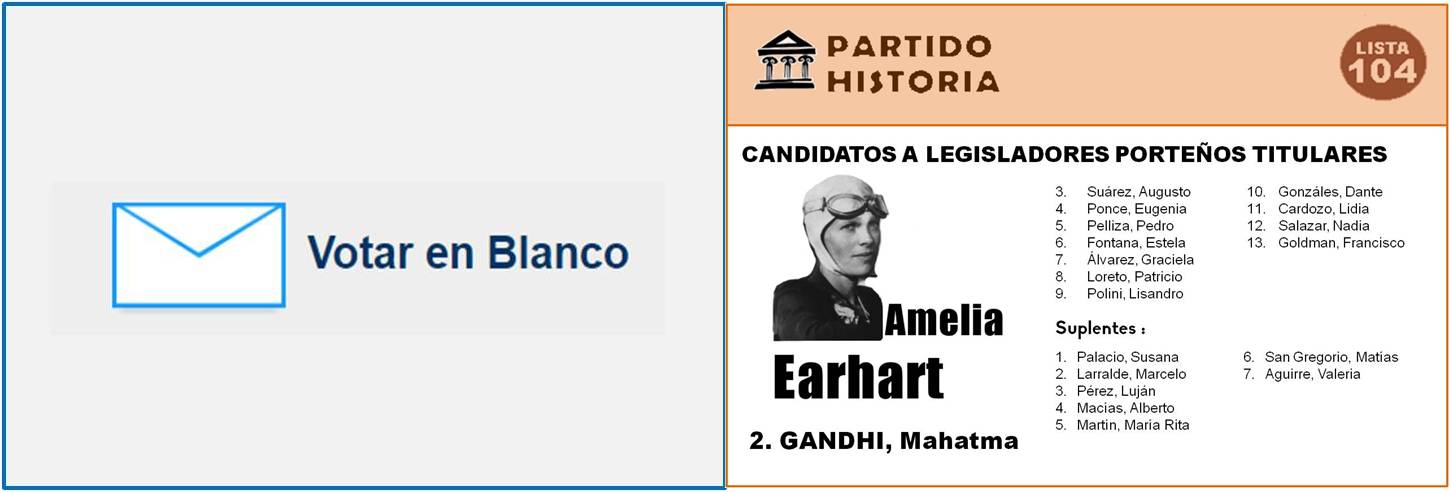 Votar en Blanco
PARTIDO
HISTORIA
LISTA
104
CANDIDATOS A LEGISLADORES PORTEÑOS TITULARES
Amelia
Earhart
2. GANDHI, Mahatma
3. Suárez, Augusto
4. Ponce, Eugenia
5. Pelliza, Pedro
6. Fontana, Estela
7. Álvarez, Graciela
8. Loreto, Patricio
9. Polini, Lisandro
10. Gonzáles, Dante
11. Cardozo, Lidia
12. Salazar, Nadia
13. Goldman, Francisco
Suplentes :
1. Palacio, Susana
2. Larralde, Marcelo
3. Pérez, Luján
4. Macías, Alberto
5. Martin, Maria Rita
6. San Gregorio, Matias
7. Aguirre, Valeria